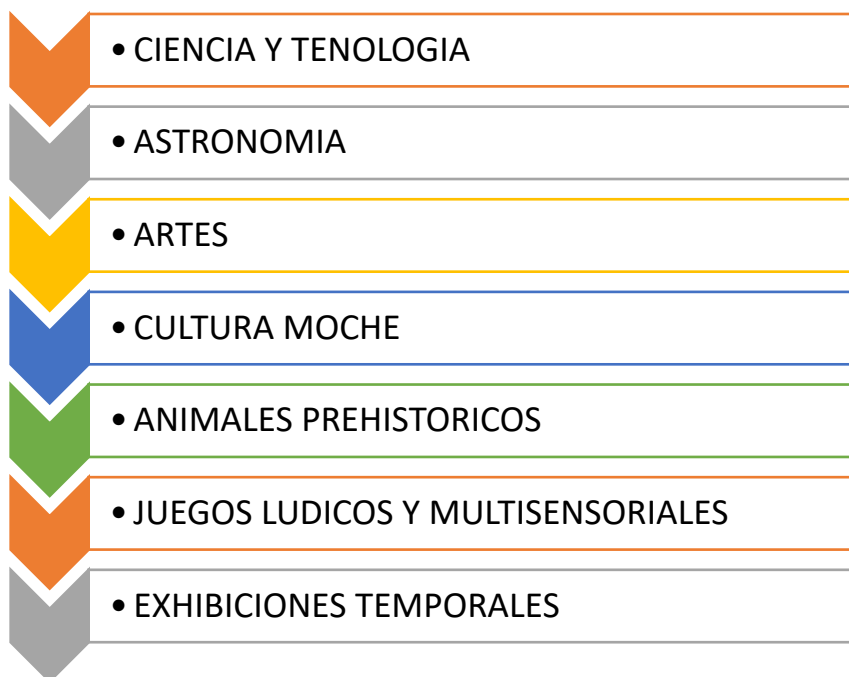 • CIENCIA Y TENOLOGIA
• ASTRONOMIA
• ARTES
• CULTURA MOCHE
• ANIMALES PREHISTORICOS
• JUEGOS LUDICOS Y MULTISENSORIALES
• EXHIBICIONES TEMPORALES